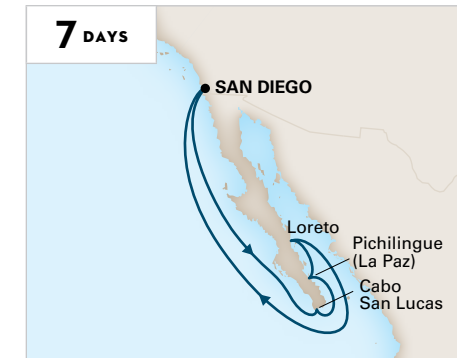 7 DAYS
SAN DIEGO
Loreto
Pichilingue
(La Paz)
Cabo
San Lucas